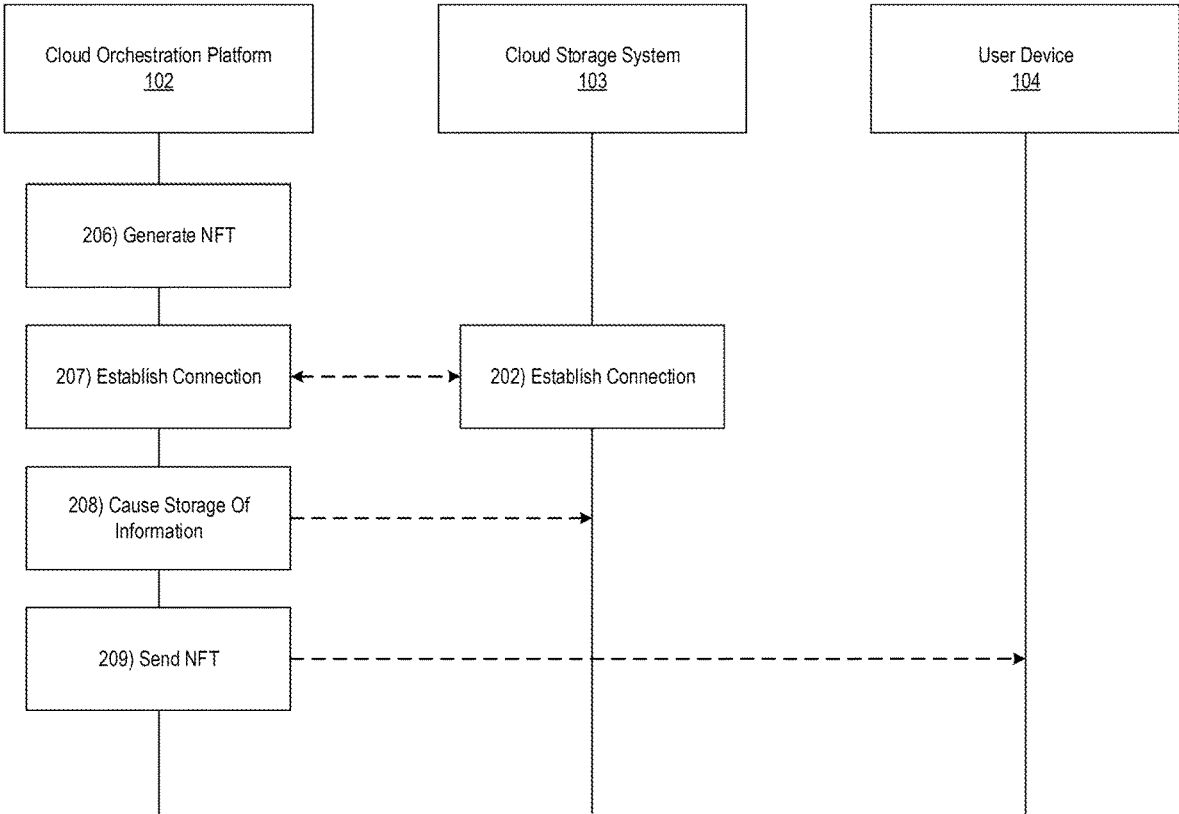 Cloud Orchestration Platform
102
Cloud Storage System
103
User Device
104
206) Generate NFT
207) Establish Connection
202) Establish Connection
208) Cause Storage Of
Information
209) Send NFT